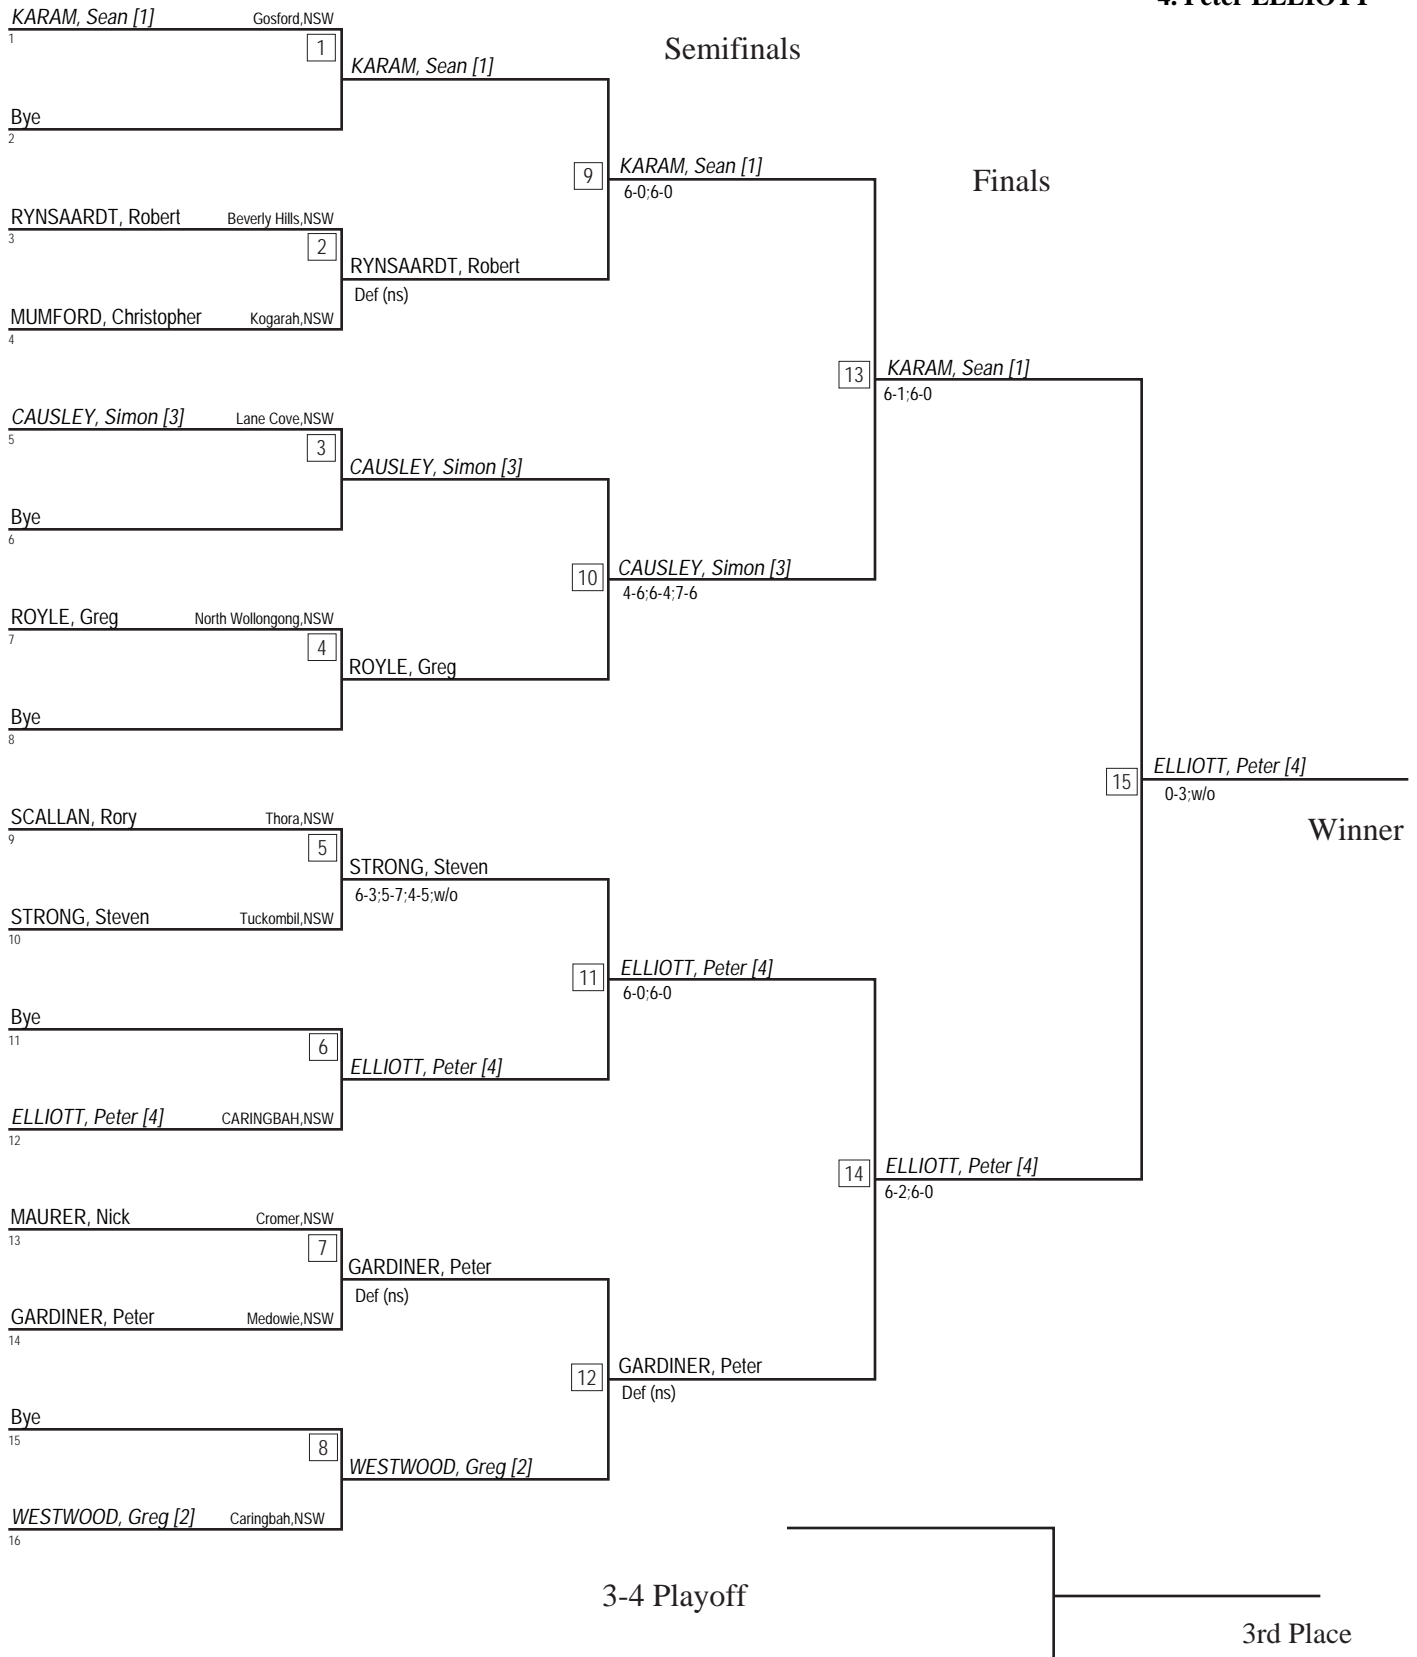 4. Peter ELLIOTT
KARAM, Sean [1] Gosford,NSW
1
1
KARAM, Sean [1]
Semifinals
Bye
2
9
KARAM, Sean [1]
6-0;6-0
Finals
RYNSAARDT, Robert Beverly Hills,NSW
3
2
RYNSAARDT, Robert
Def (ns)
MUMFORD, Christopher Kogarah,NSW
4
13
KARAM, Sean [1]
6-1;6-0
CAUSLEY, Simon [3] Lane Cove,NSW
5
3
CAUSLEY, Simon [3]
Bye
6
10
CAUSLEY, Simon [3]
4-6;6-4;7-6
ROYLE, Greg North Wollongong,NSW
7
4
ROYLE, Greg
Bye
8
15
ELLIOTT, Peter [4]
0-3;w/o
Winner
SCALLAN, Rory Thora,NSW
9
5
STRONG, Steven
6-3;5-7;4-5;w/o
STRONG, Steven Tuckombil,NSW
10
11
ELLIOTT, Peter [4]
6-0;6-0
Bye
11
6
ELLIOTT, Peter [4]
ELLIOTT, Peter [4] CARINGBAH,NSW
12
14
ELLIOTT, Peter [4]
6-2;6-0
MAURER, Nick Cromer,NSW
13
7
GARDINER, Peter
Def (ns)
GARDINER, Peter Medowie,NSW
14
12
GARDINER, Peter
Def (ns)
Bye
15
8
WESTWOOD, Greg [2]
WESTWOOD, Greg [2] Caringbah,NSW
16
3-4 Playoff
3rd Place